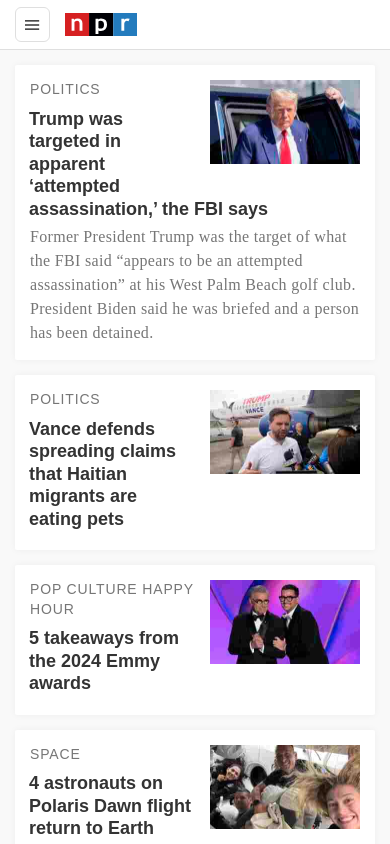 npr
POLITICS
Trump was
targeted in
apparent
‘attempted
assassination,’ the FBI says
Former President Trump was the target of what
the FBI said “appears to be an attempted
assassination” at his West Palm Beach golf club.
President Biden said he was briefed and a person
has been detained.
POLITICS
Vance defends
spreading claims
that Haitian
migrants are
eating pets
TRUMP
VANCE
POP CULTURE HAPPY
HOUR
5 takeaways from
the 2024 Emmy
awards
SPACE
4 astronauts on
Polaris Dawn flight
return to Earth